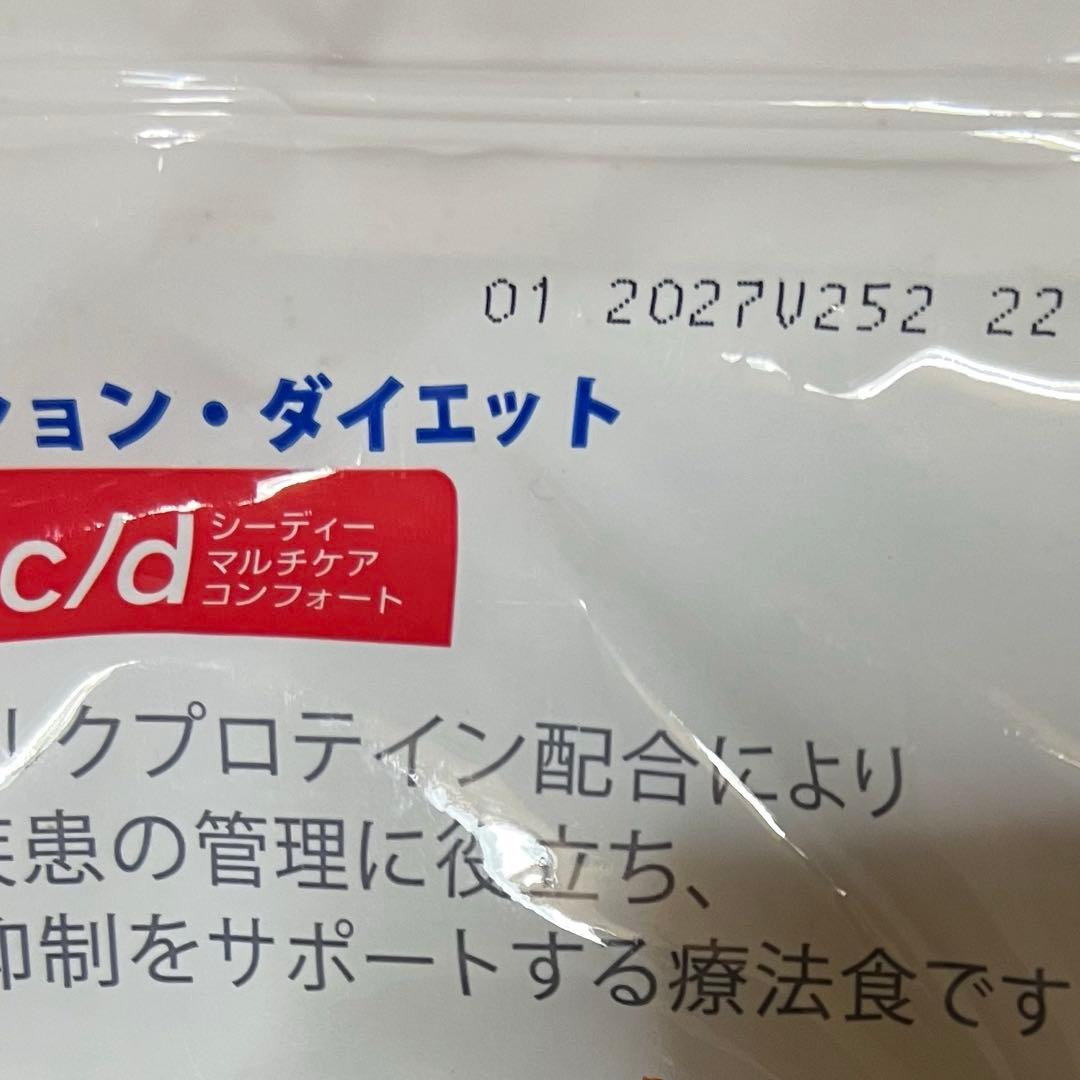 01 2027V252 22
ション・ダイエット
c/d
シーディー
マルチケア
コンフォート
リクプロテイン配合により
疾患の管理に役立ち、
抑制をサポートする療法食です